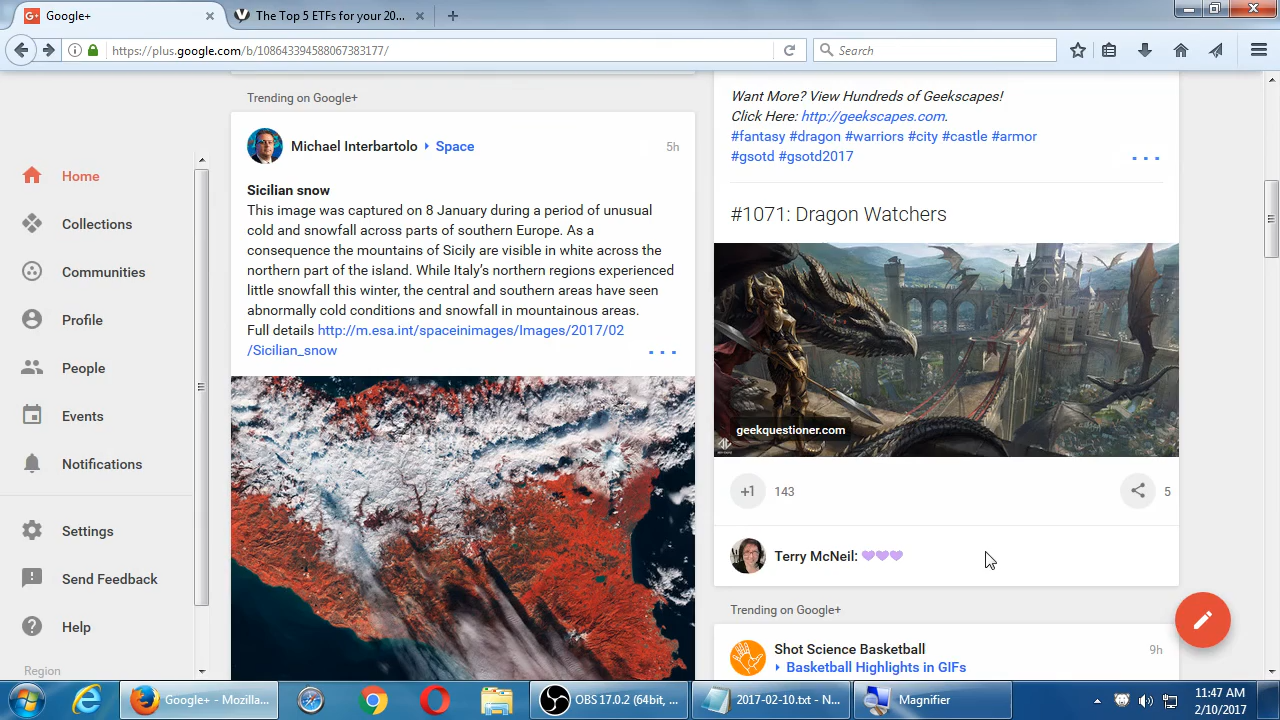 Google+
The Top 5 ETFs for your 20...
https://plus.google.com/b/108643394588067383177/
Search
Home
Collections
Communities
Profile
People
Events
Notifications
Settings
Send Feedback
Help
Region
Trending on Google+
Michael Interbartolo
Space
5h
Sicilian snow
This image was captured on 8 January during a period of unusual
cold and snowfall across parts of southern Europe. As a
consequence the mountains of Sicily are visible in white across the
northern part of the island. While Italy's northern regions experienced
little snowfall this winter, the central and southern areas have seen
abnormally cold conditions and snowfall in mountainous areas.
Full details http://m.esa.int/spaceinimages/Images/2017/02
/Sicilian_snow
Want More? View Hundreds of Geekscapes!
Click Here: http://geekscapes.com.
#fantasy #dragon #warriors #city #castle #armor
#gsotd #gsotd2017
#1071: Dragon Watchers
geekquestioner.com
+1
143
5
Terry McNeil:
Trending on Google+
Shot Science Basketball
9h
Basketball Highlights in GIFs
Google+ - Mozilla...
OBS 17.0.2 (64bit, ...
2017-02-10.txt - N...
Magnifier
11:47 AM
2/10/2017